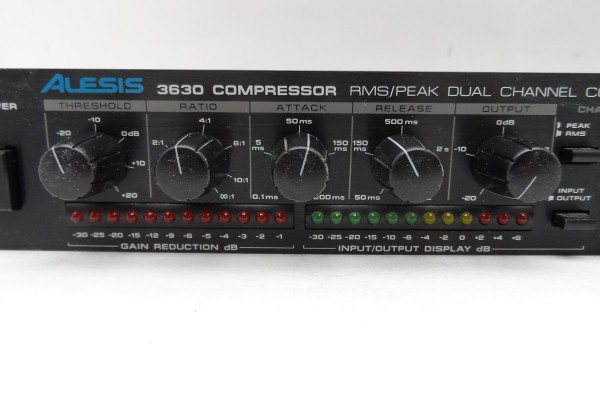 ALESIS 3630 COMPRESSOR RMS/PEAK DUAL CHANNEL
THRESHOLD RATIO ATTACK RELEASE OUTPUT
-10 4:1 50ms 500ms 0dB
-20 0dB 2:1 6:1 5 ms 150 ms 150 ms 2s -10
PEAK
RMS
+10 10:1
+20 ∞:1 0.1ms 200ms 50ms -20
INPUT
OUTPUT
-30 -25 -20 -15 -12 -9 -6 -5 -4 -3 -2 -1 -30 -25 -20 -15 -10 -6 -4 -2 0 +2 +4 +6
GAIN REDUCTION dB INPUT/OUTPUT DISPLAY dB